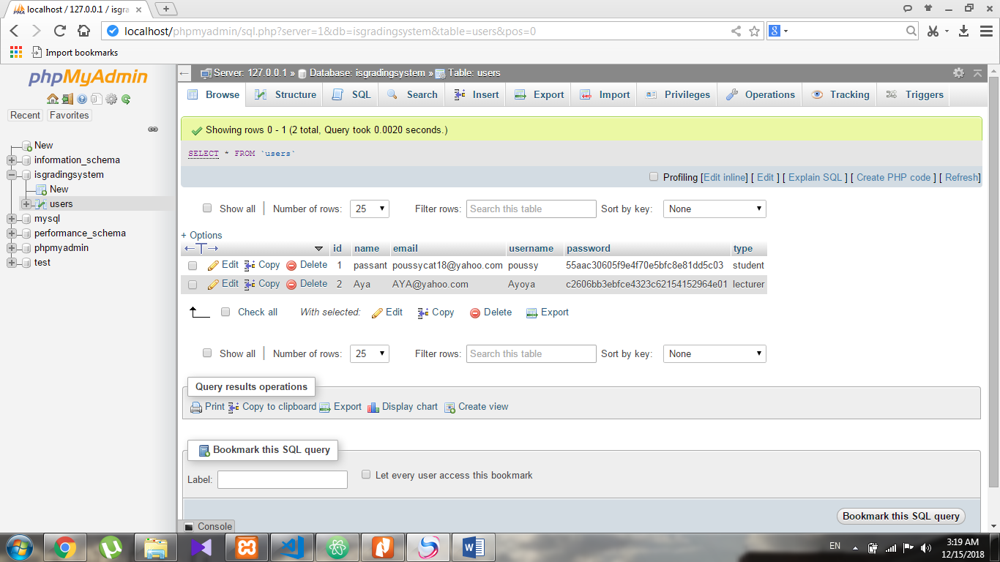 localhost / 127.0.0.1 / isgra
localhost/phpmyadmin/sql.php?server=1&db=isgradingsystem&table=users&pos=0
Import bookmarks
phpMyAdmin
Recent Favorites
New
information_schema
isgradingsystem
New
users
mysql
performance_schema
phpmyadmin
test
Server: 127.0.0.1 » Database: isgradingsystem » Table: users
Browse Structure SQL Search Insert Export Import Privileges Operations Tracking Triggers
Showing rows 0 - 1 (2 total, Query took 0.0020 seconds.)
SELECT * FROM `users`
Profiling [Edit inline] [ Edit ] [ Explain SQL ] [ Create PHP code ] [ Refresh]
Show all Number of rows: 25 Filter rows: Search this table Sort by key: None
+ Options
id name email username password type
Edit Copy Delete 1 passant poussycat18@yahoo.com poussy 55aac30605f9e4f70e5bfc8e81dd5c03 student
Edit Copy Delete 2 Aya AYA@yahoo.com Ayoya c2606bb3ebfce4323c62154152964e01 lecturer
Check all With selected: Edit Copy Delete Export
Show all Number of rows: 25 Filter rows: Search this table Sort by key: None
Query results operations
Print Copy to clipboard Export Display chart Create view
Bookmark this SQL query
Label: Let every user access this bookmark
Bookmark this SQL query
Console
EN 3:19 AM
12/15/2018